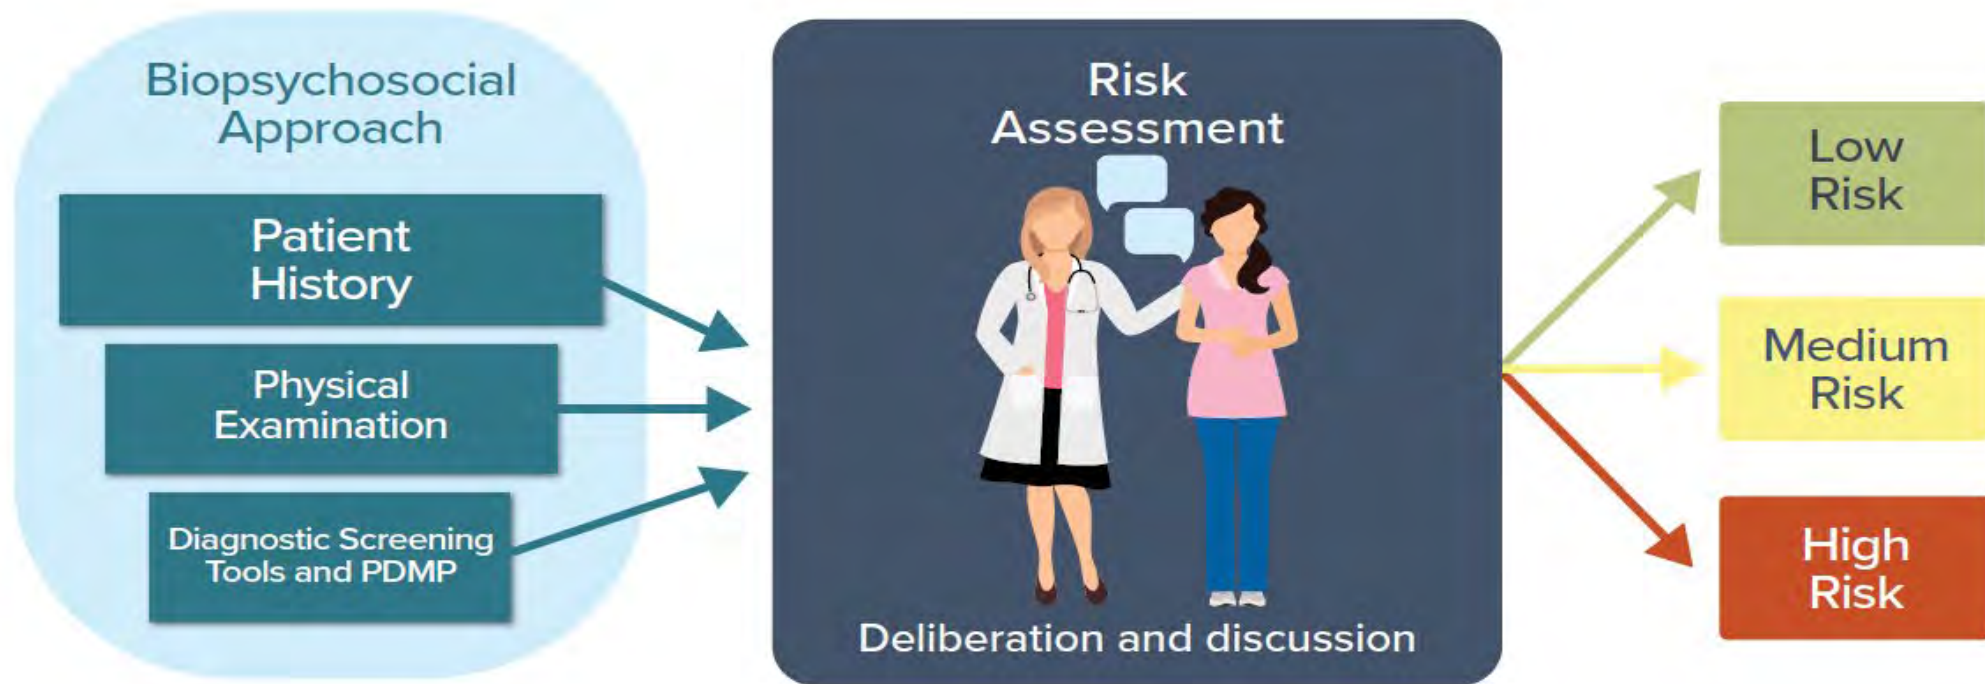 Biopsychosocial
Approach
Patient
History
Physical
Examination
Diagnostic Screening
Tools and PDMP
Risk
Assessment
Deliberation and discussion
Low
Risk
Medium
Risk
High
Risk